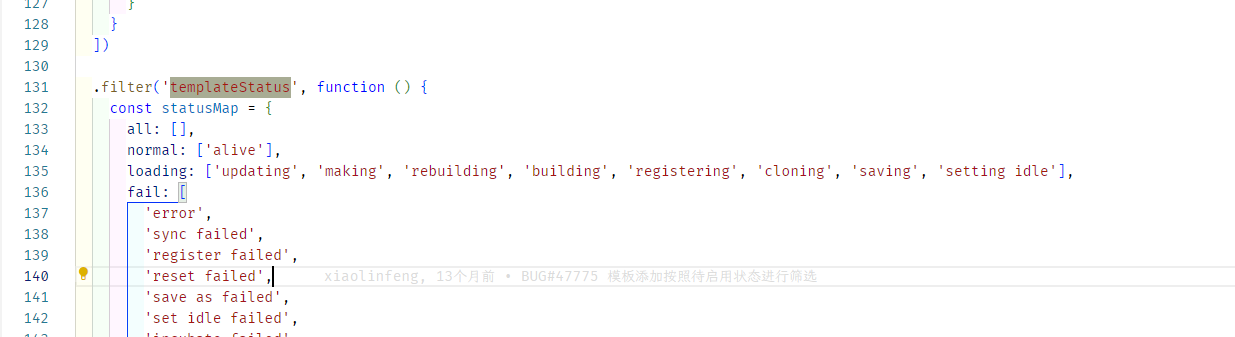 127 }
128 }
129 ])
130
131 .filter('templateStatus', function () {
132 const statusMap = {
133 all: [],
134 normal: ['alive'],
135 loading: ['updating', 'making', 'rebuilding', 'building', 'registering', 'cloning', 'saving', 'setting idle'],
136 fail: [
137 'error',
138 'sync failed',
139 'register failed',
140 'reset failed', xiaolinfeng, 13个月前 • BUG#47775 模板添加按照待启用状态进行筛选
141 'save as failed',
142 'set idle failed',